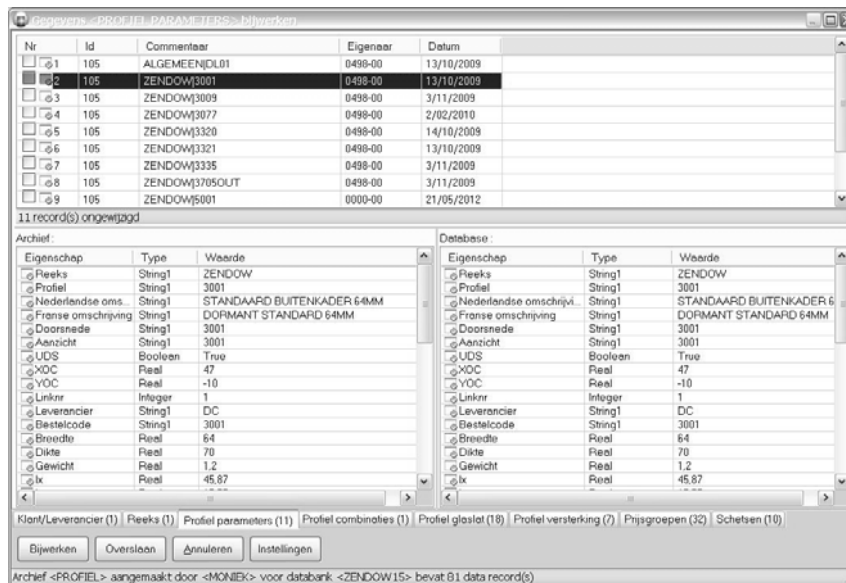 Gegevens <PROFIEL PARAMETERS> bijwerken
Nr Id Commentaar Eigenaar Datum
1 105 ALGEMEEN|DL01 0498-00 13/10/2009
2 105 ZENDOW|3001 0498-00 13/10/2009
3 105 ZENDOW|3009 0498-00 3/11/2009
4 105 ZENDOW|3077 0498-00 2/02/2010
5 105 ZENDOW|3320 0498-00 14/10/2009
6 105 ZENDOW|3321 0498-00 13/10/2009
7 105 ZENDOW|3335 0498-00 3/11/2009
8 105 ZENDOW|3705OUT 0498-00 3/11/2009
9 105 ZENDOW|5001 0000-00 21/05/2012
11 record(s) ongewijzigd
Archief :
Eigenschap Type Waarde
Reeks String1 ZENDOW
Profiel String1 3001
Nederlandse oms... String1 STANDAARD BUITENKADER 64MM
Franse omschrijving String1 DORMANT STANDARD 64MM
Doorsnede String1 3001
Aanzicht String1 3001
UDS Boolean True
XOC Real 47
YOC Real -10
Linknr Integer 1
Leverancier String1 DC
Bestelcode String1 3001
Breedte Real 64
Dikte Real 70
Gewicht Real 1,2
Ix Real 45,87
Database :
Eigenschap Type Waarde
Reeks String1 ZENDOW
Profiel String1 3001
Nederlandse omschrijvi... String1 STANDAARD BUITENKADER 6
Franse omschrijving String1 DORMANT STANDARD 64MM
Doorsnede String1 3001
Aanzicht String1 3001
UDS Boolean True
XOC Real 47
YOC Real -10
Linknr Integer 1
Leverancier String1 DC
Bestelcode String1 3001
Breedte Real 64
Dikte Real 70
Gewicht Real 1,2
Ix Real 45,87
Klant/Leverancier (1) Reeks (1) Profiel parameters (11) Profiel combinaties (1) Profiel glaslat (18) Profiel versterking (7) Prijsgroepen (32) Schetsen (10)
Bijwerken Overslaan Annuleren Instellingen
Archief <PROFIEL> aangemaakt door <MONIEK> voor databank <ZENDOW15> bevat 81 data record(s)